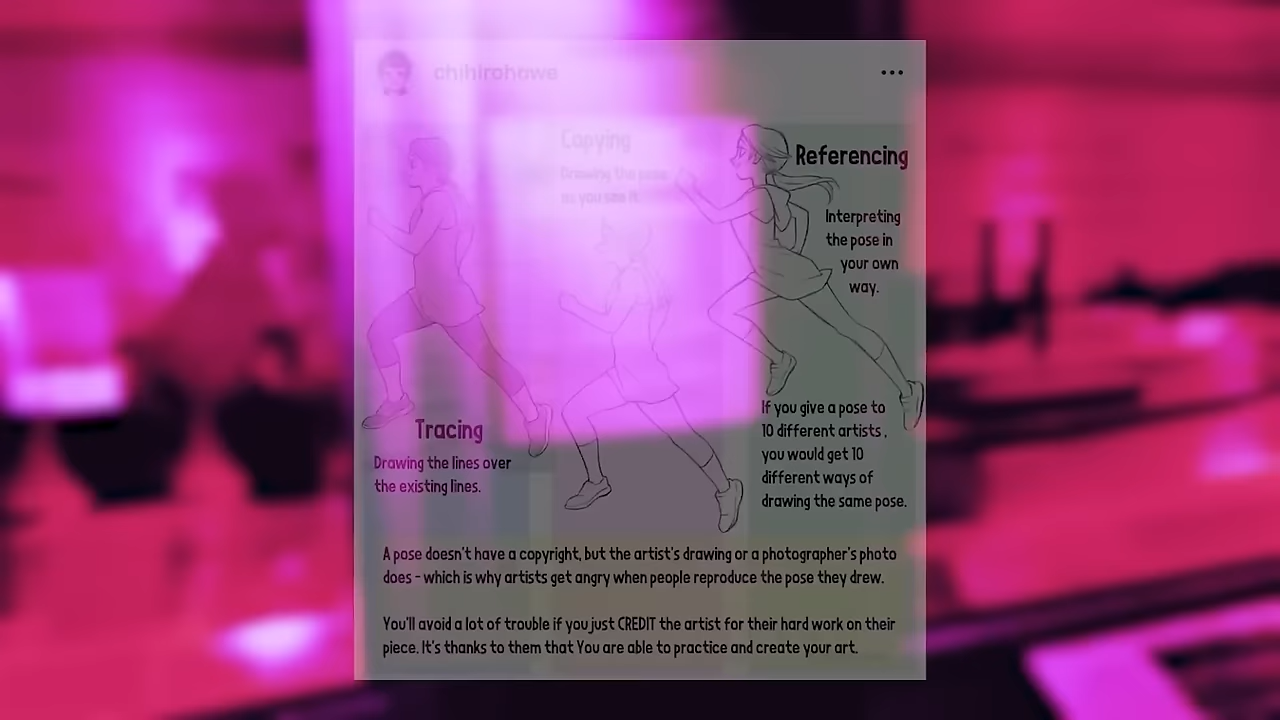 chihirohowe
Copying
Drawing the pose
as you see it.
Referencing
Interpreting
the pose in
your own
way.
Tracing
Drawing the lines over
the existing lines.
If you give a pose to
10 different artists,
you would get 10
different ways of
drawing the same pose.
A pose doesn't have a copyright, but the artist's drawing or a photographer's photo
does - which is why artists get angry when people reproduce the pose they drew.
You'll avoid a lot of trouble if you just CREDIT the artist for their hard work on their
piece. It's thanks to them that You are able to practice and create your art.